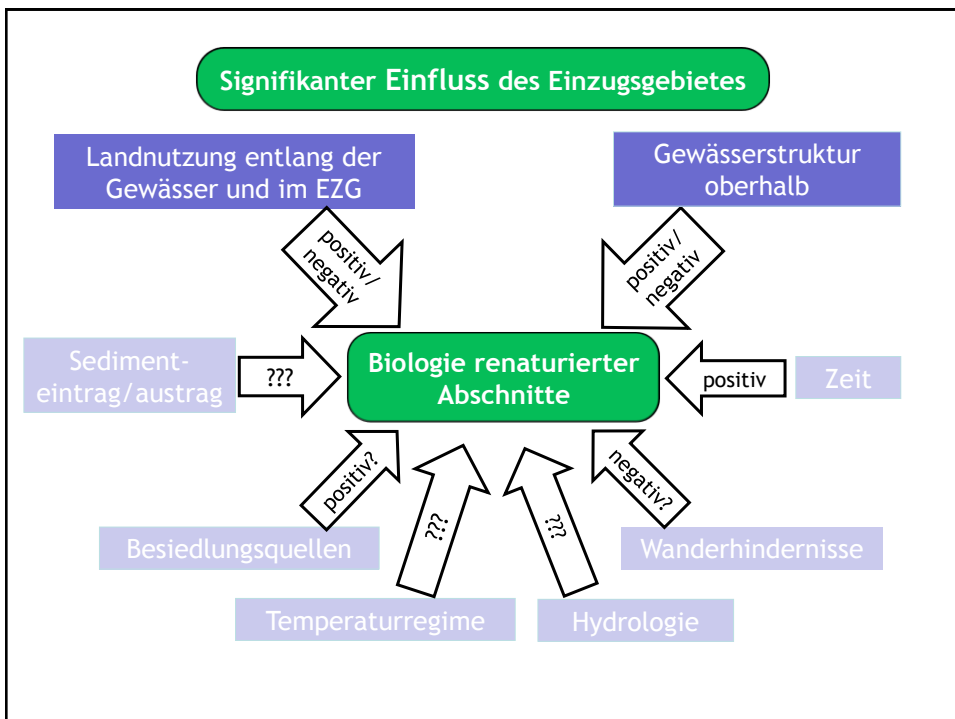 Signifikanter Einfluss des Einzugsgebietes
Landnutzung entlang der
Gewässer und im EZG
Gewässerstruktur
oberhalb
positiv/
negativ
positiv/
negativ
Sediment-
eintrag/austrag
???
Biologie renaturierter
Abschnitte
positiv
Zeit
positiv?
???
???
negativ?
Besiedlungsquellen
Wanderhindernisse
Temperaturregime
Hydrologie